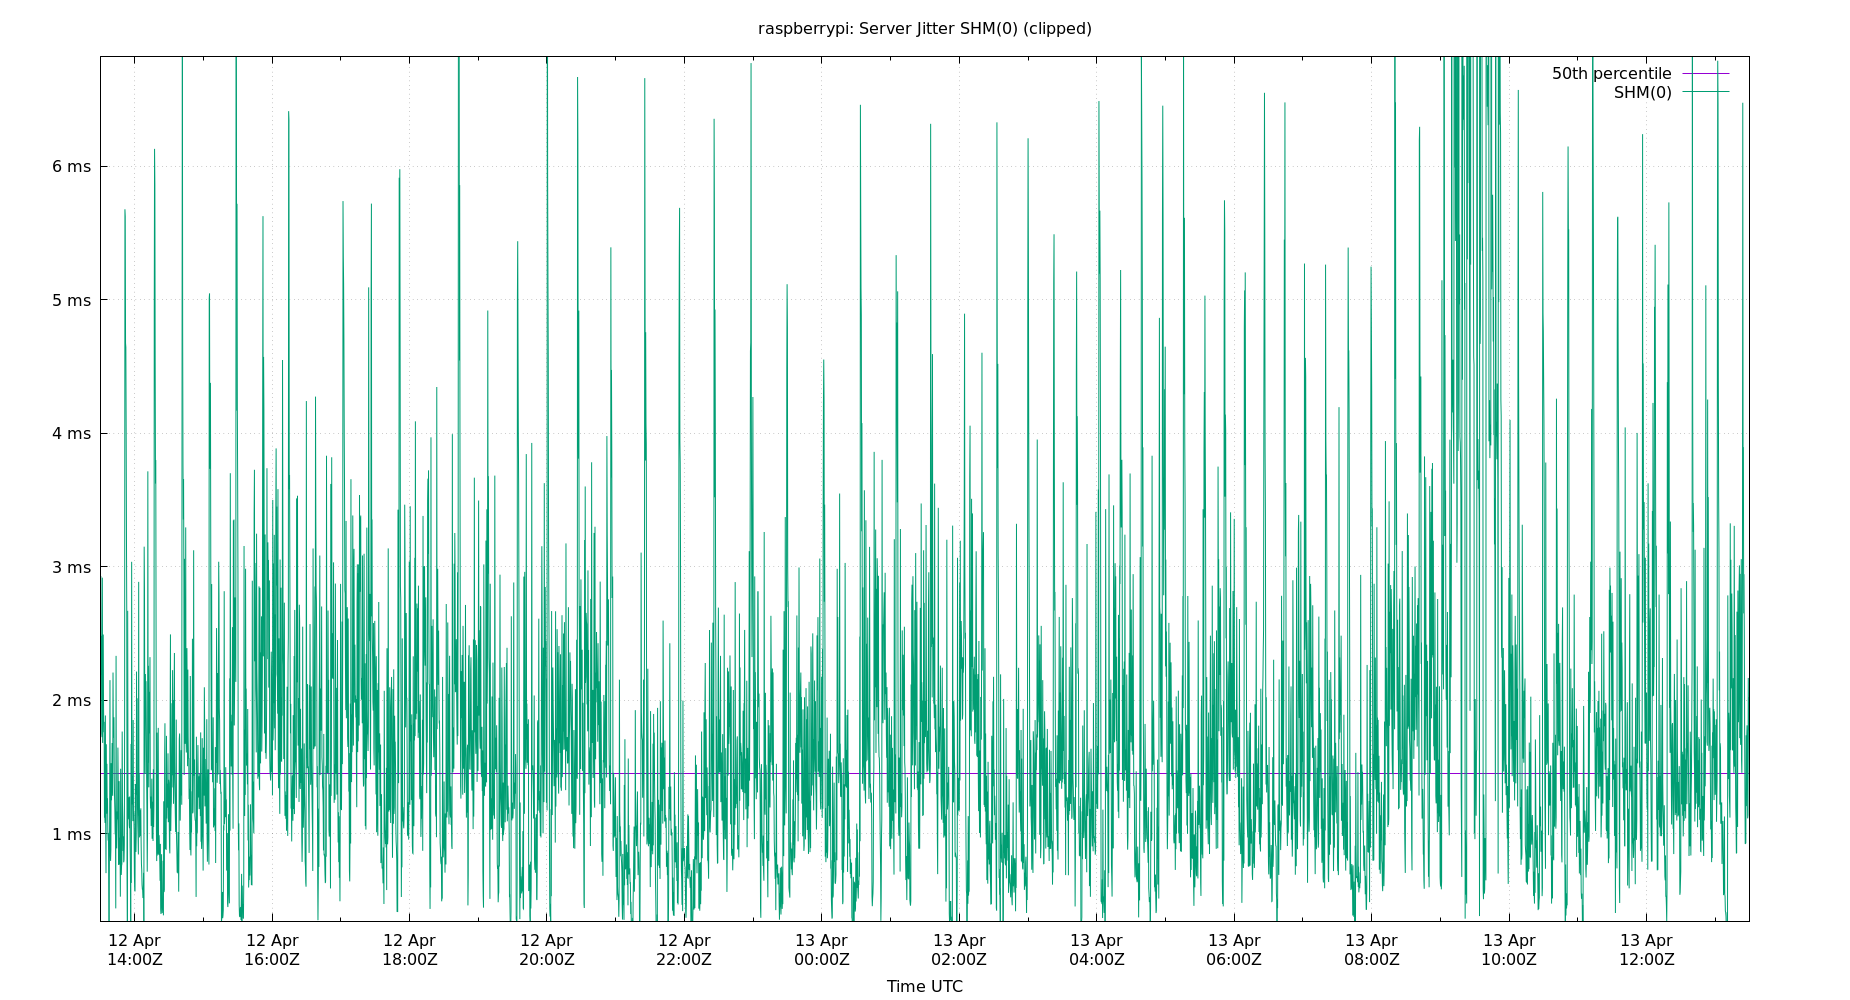 raspberrypi: Server Jitter SHM(0) (clipped)
50th percentile
SHM(0)
6 ms
5 ms
4 ms
3 ms
2 ms
1 ms
12 Apr 14:00Z
12 Apr 16:00Z
12 Apr 18:00Z
12 Apr 20:00Z
12 Apr 22:00Z
13 Apr 00:00Z
13 Apr 02:00Z
13 Apr 04:00Z
13 Apr 06:00Z
13 Apr 08:00Z
13 Apr 10:00Z
13 Apr 12:00Z
Time UTC